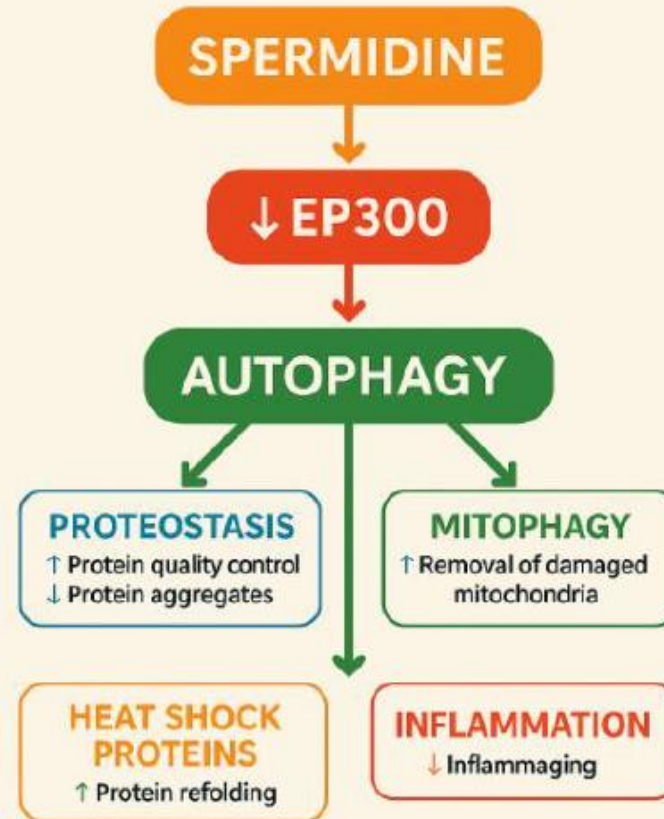 SPERMIDINE
↓ EP300
AUTOPHAGY
PROTEOSTASIS
↑ Protein quality control
↓ Protein aggregates
MITOPHAGY
↑ Removal of damaged
mitochondria
HEAT SHOCK
PROTEINS
↑ Protein refolding
INFLAMMATION
↓ Inflammaging